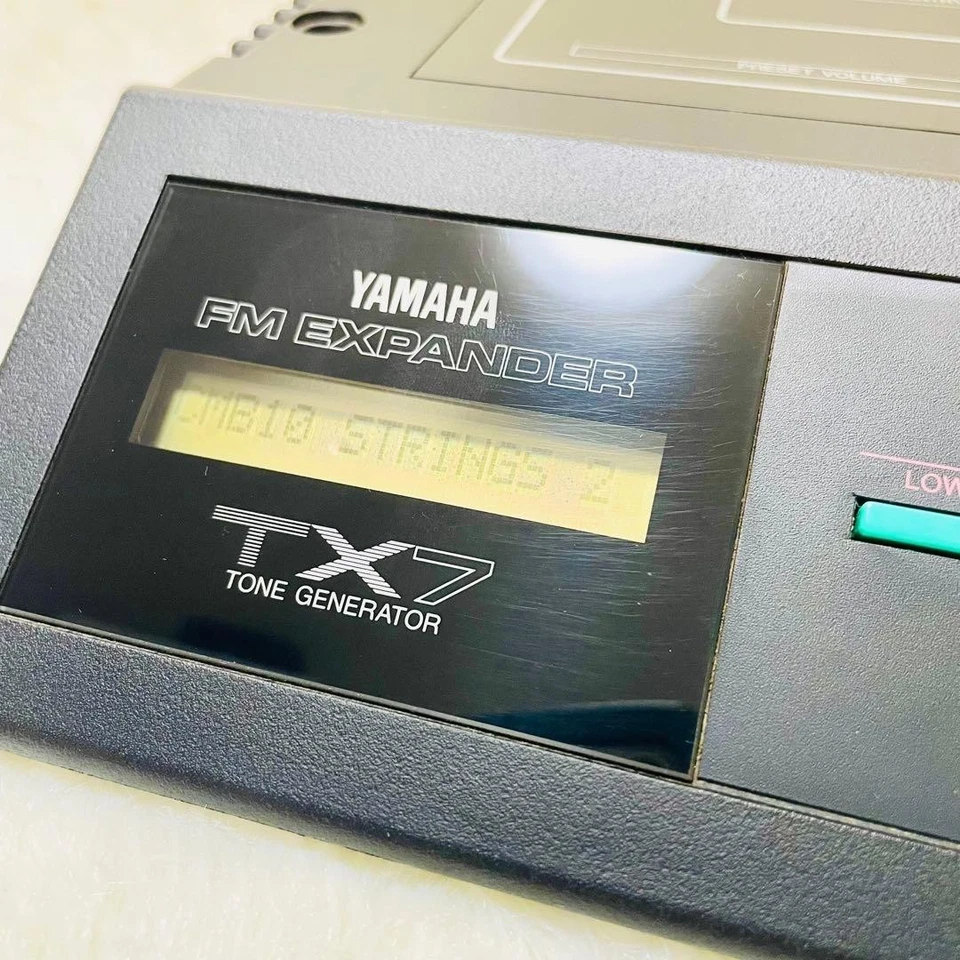 PRESET VOLUME
YAMAHA
FM EXPANDER
CMB10 STRINGS 2
TX7
TONE GENERATOR
LOW